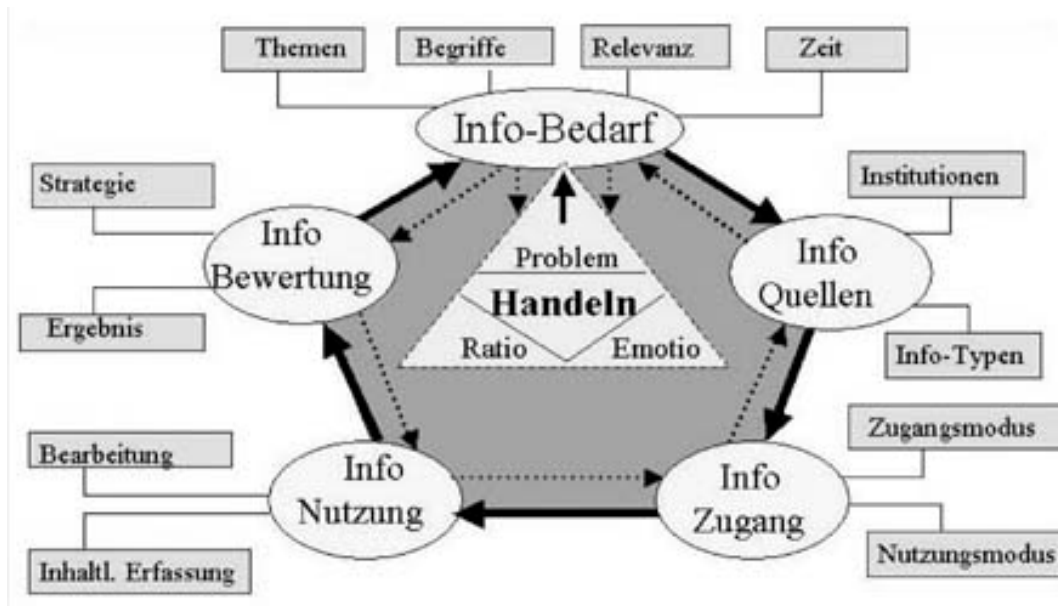 Themen
Begriffe
Relevanz
Zeit
Info-Bedarf
Strategie
Institutionen
Info
Bewertung
Info
Quellen
Problem
Handeln
Ratio
Emotio
Ergebnis
Info-Typen
Zugangsmodus
Bearbeitung
Info
Nutzung
Info
Zugang
Inhaltl. Erfassung
Nutzungsmodus